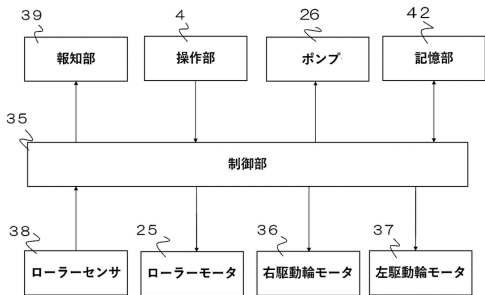 39 4 26 42
報知部 操作部 ポンプ 記憶部
35
制御部
38 25 36 37
ローラーセンサ ローラーモータ 右駆動輪モータ 左駆動輪モータ